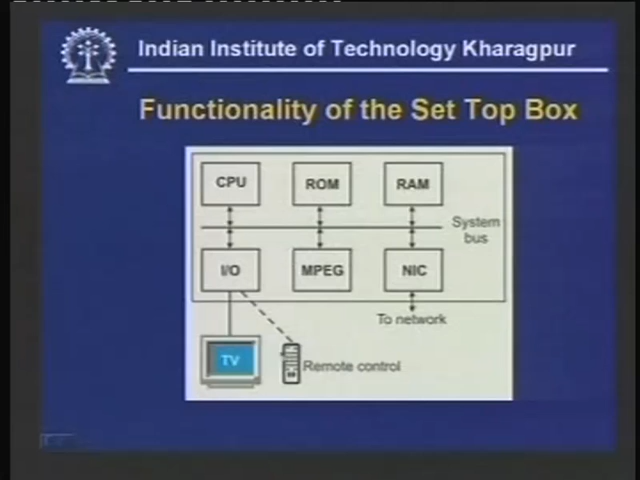 Indian Institute of Technology Kharagpur
Functionality of the Set Top Box
CPU
ROM
RAM
System
bus
I/O
MPEG
NIC
To network
TV
Remote control